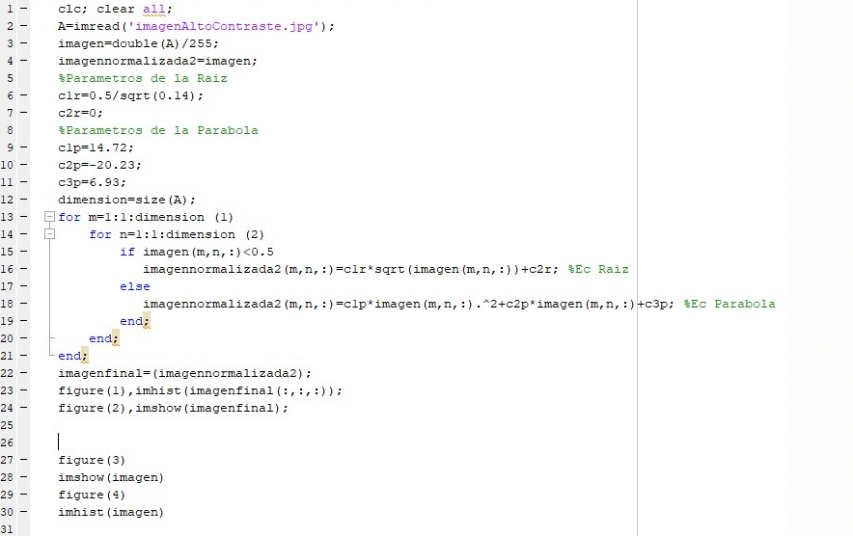 1 - clc; clear all;
2 - A=imread('imagenAltoContraste.jpg');
3 - imagen=double(A)/255;
4 - imagennormalizada2=imagen;
5 %Parametros de la Raiz
6 - c1r=0.5/sqrt(0.14);
7 - c2r=0;
8 %Parametros de la Parabola
9 - c1p=14.72;
10 - c2p=-20.23;
11 - c3p=6.93;
12 - dimension=size(A);
13 - for m=1:1:dimension (1)
14 - for n=1:1:dimension (2)
15 - if imagen(m,n,:)<0.5
16 - imagennormalizada2(m,n,:)=c1r*sqrt(imagen(m,n,:))+c2r; %Ec Raiz
17 - else
18 - imagennormalizada2(m,n,:)=c1p*imagen(m,n,:).^2+c2p*imagen(m,n,:)+c3p; %Ec Parabola
19 - end;
20 - end;
21 - end;
22 - imagenfinal=(imagennormalizada2);
23 - figure(1),imhist(imagenfinal(:,:,:));
24 - figure(2),imshow(imagenfinal);
25
26
27 - figure(3)
28 - imshow(imagen)
29 - figure(4)
30 - imhist(imagen)
31